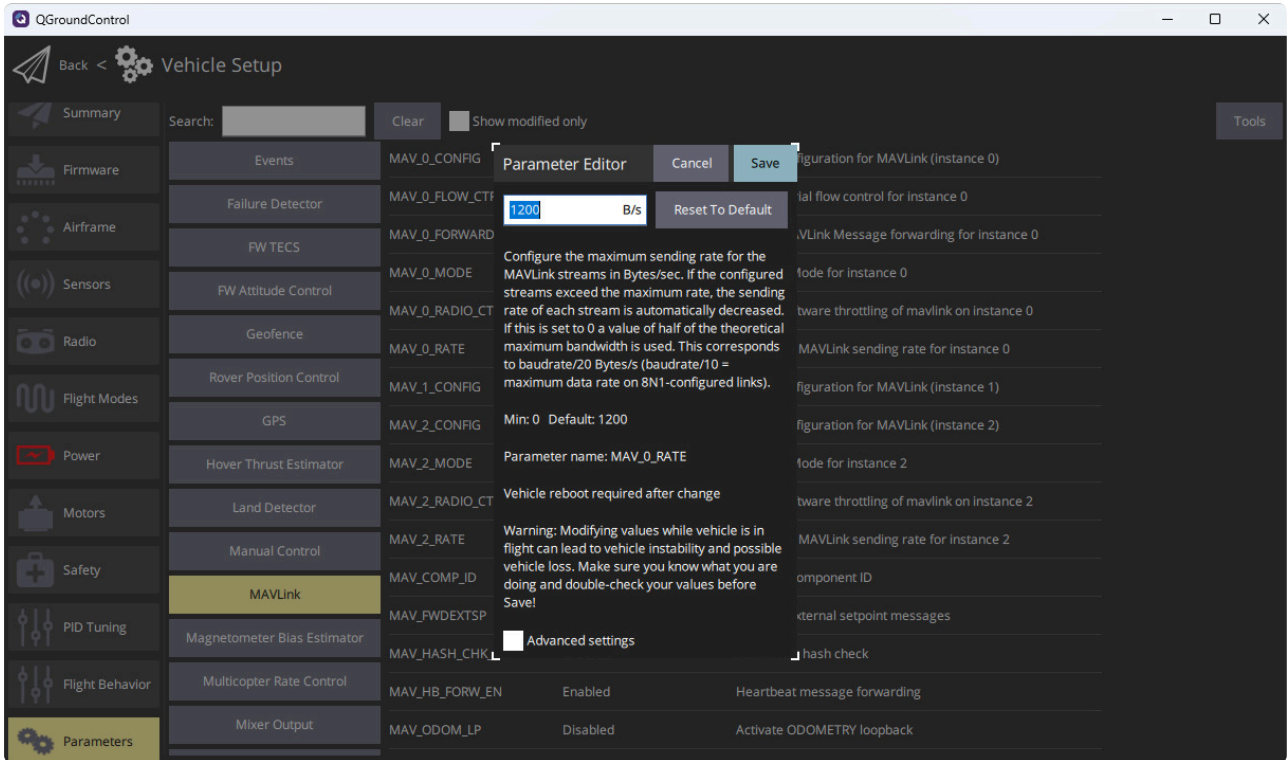 QGroundControl
Back < Vehicle Setup
Summary
Firmware
Airframe
Sensors
Radio
Flight Modes
Power
Motors
Safety
PID Tuning
Flight Behavior
Parameters
Search:
Clear
Show modified only
Tools
Events
Failure Detector
FW TECS
FW Attitude Control
Geofence
Rover Position Control
GPS
Hover Thrust Estimator
Land Detector
Manual Control
MAVLink
Magnetometer Bias Estimator
Multicopter Rate Control
Mixer Output
MAV_0_CONFIG figuration for MAVLink (instance 0)
MAV_0_FLOW_CTR ial flow control for instance 0
MAV_0_FORWARD VLink Message forwarding for instance 0
MAV_0_MODE Mode for instance 0
MAV_0_RADIO_CT tware throttling of mavlink on instance 0
MAV_0_RATE MAVLink sending rate for instance 0
MAV_1_CONFIG figuration for MAVLink (instance 1)
MAV_2_CONFIG figuration for MAVLink (instance 2)
MAV_2_MODE Mode for instance 2
MAV_2_RADIO_CT tware throttling of mavlink on instance 2
MAV_2_RATE MAVLink sending rate for instance 2
MAV_COMP_ID omponent ID
MAV_FWDEXTSP xternal setpoint messages
MAV_HASH_CHK_ hash check
MAV_HB_FORW_EN Enabled Heartbeat message forwarding
MAV_ODOM_LP Disabled Activate ODOMETRY loopback
Parameter Editor
Cancel
Save
1200 B/s
Reset To Default
Configure the maximum sending rate for the
MAVLink streams in Bytes/sec. If the configured
streams exceed the maximum rate, the sending
rate of each stream is automatically decreased.
If this is set to 0 a value of half of the theoretical
maximum bandwidth is used. This corresponds
to baudrate/20 Bytes/s (baudrate/10 =
maximum data rate on 8N1-configured links).
Min: 0 Default: 1200
Parameter name: MAV_0_RATE
Vehicle reboot required after change
Warning: Modifying values while vehicle is in
flight can lead to vehicle instability and possible
vehicle loss. Make sure you know what you are
doing and double-check your values before
Save!
Advanced settings